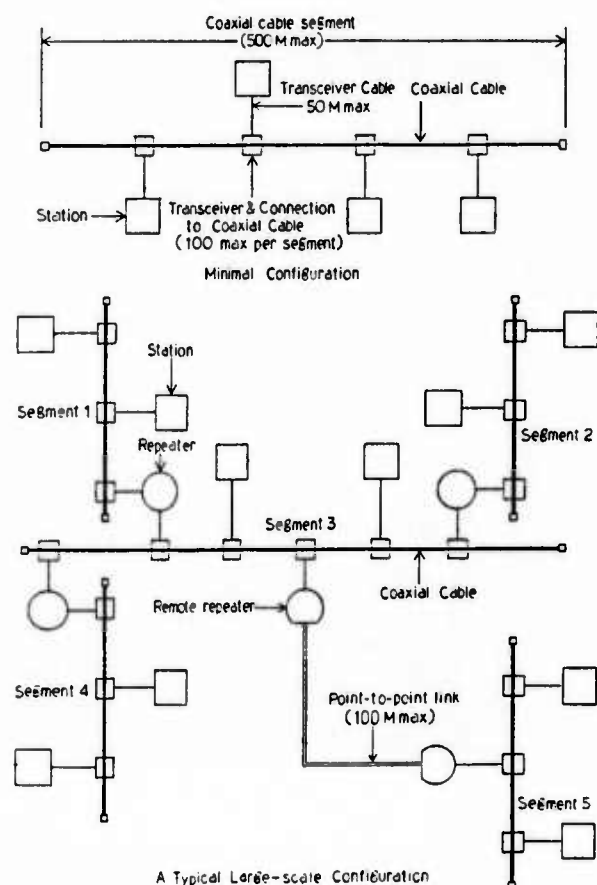 Coaxial cable segment
(500 M max)
Transceiver Cable
50 M max
Coaxial Cable
Station
Transceiver & Connection
to Coaxial Cable
(100 max per segment)
Minimal Configuration
Station
Segment 1
Repeater
Segment 2
Segment 3
Coaxial Cable
Remote repeater
Segment 4
Point-to-point link
(100 M max)
Segment 5
A Typical Large-scale Configuration